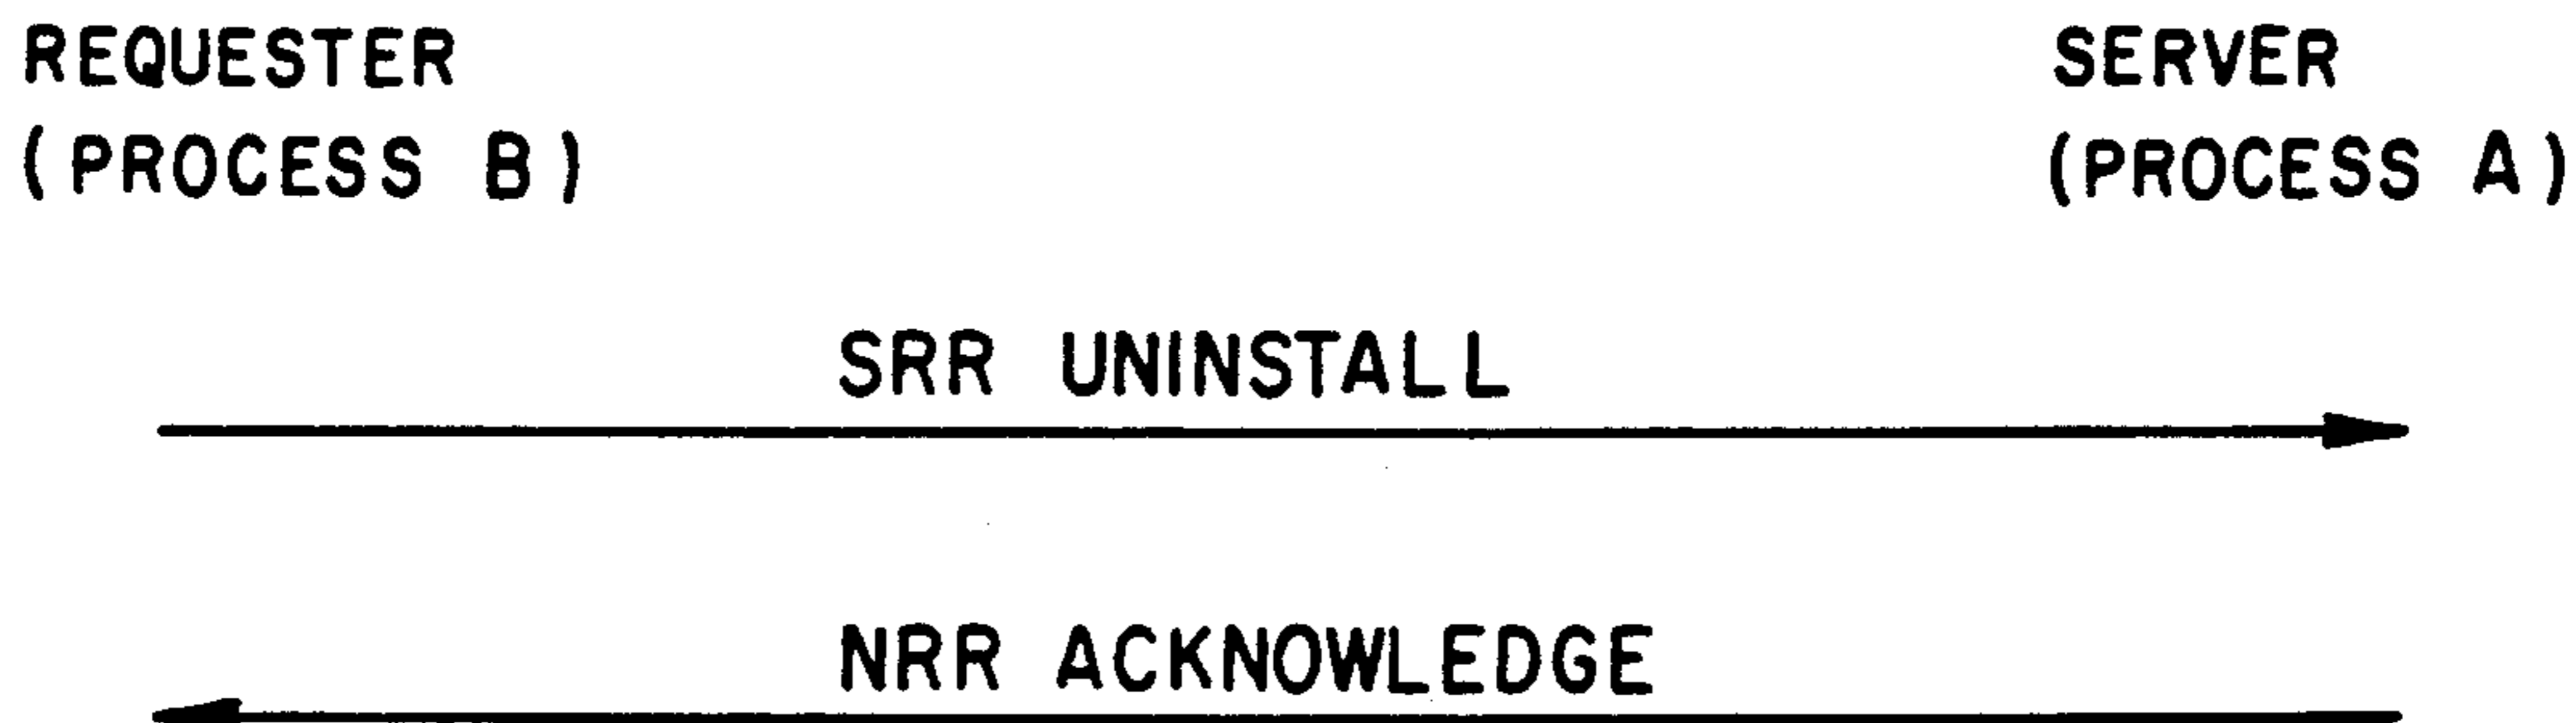 REQUESTER
(PROCESS B)
SERVER
(PROCESS A)
SRR UNINSTALL
NRR ACKNOWLEDGE